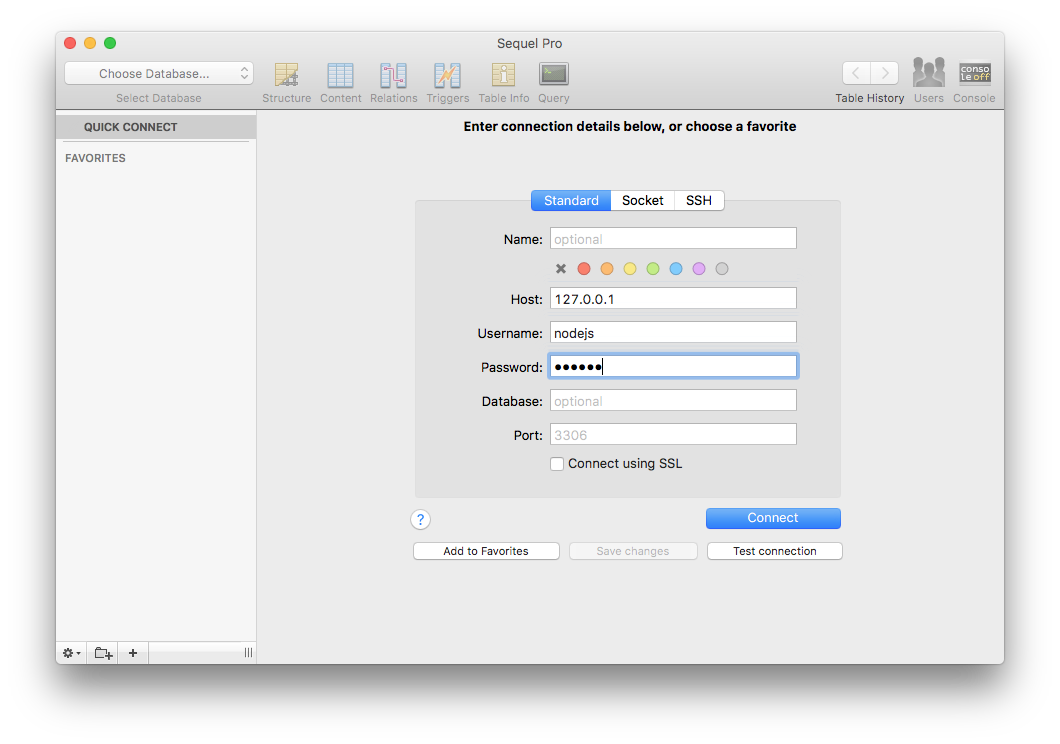 Sequel Pro
Choose Database...
Select Database
Structure Content Relations Triggers Table Info Query
Table History Users Console
conso
le off
QUICK CONNECT
FAVORITES
Enter connection details below, or choose a favorite
Standard Socket SSH
Name: optional
Host: 127.0.0.1
Username: nodejs
Password: ●●●●●●
Database: optional
Port: 3306
Connect using SSL
?
Connect
Add to Favorites Save changes Test connection